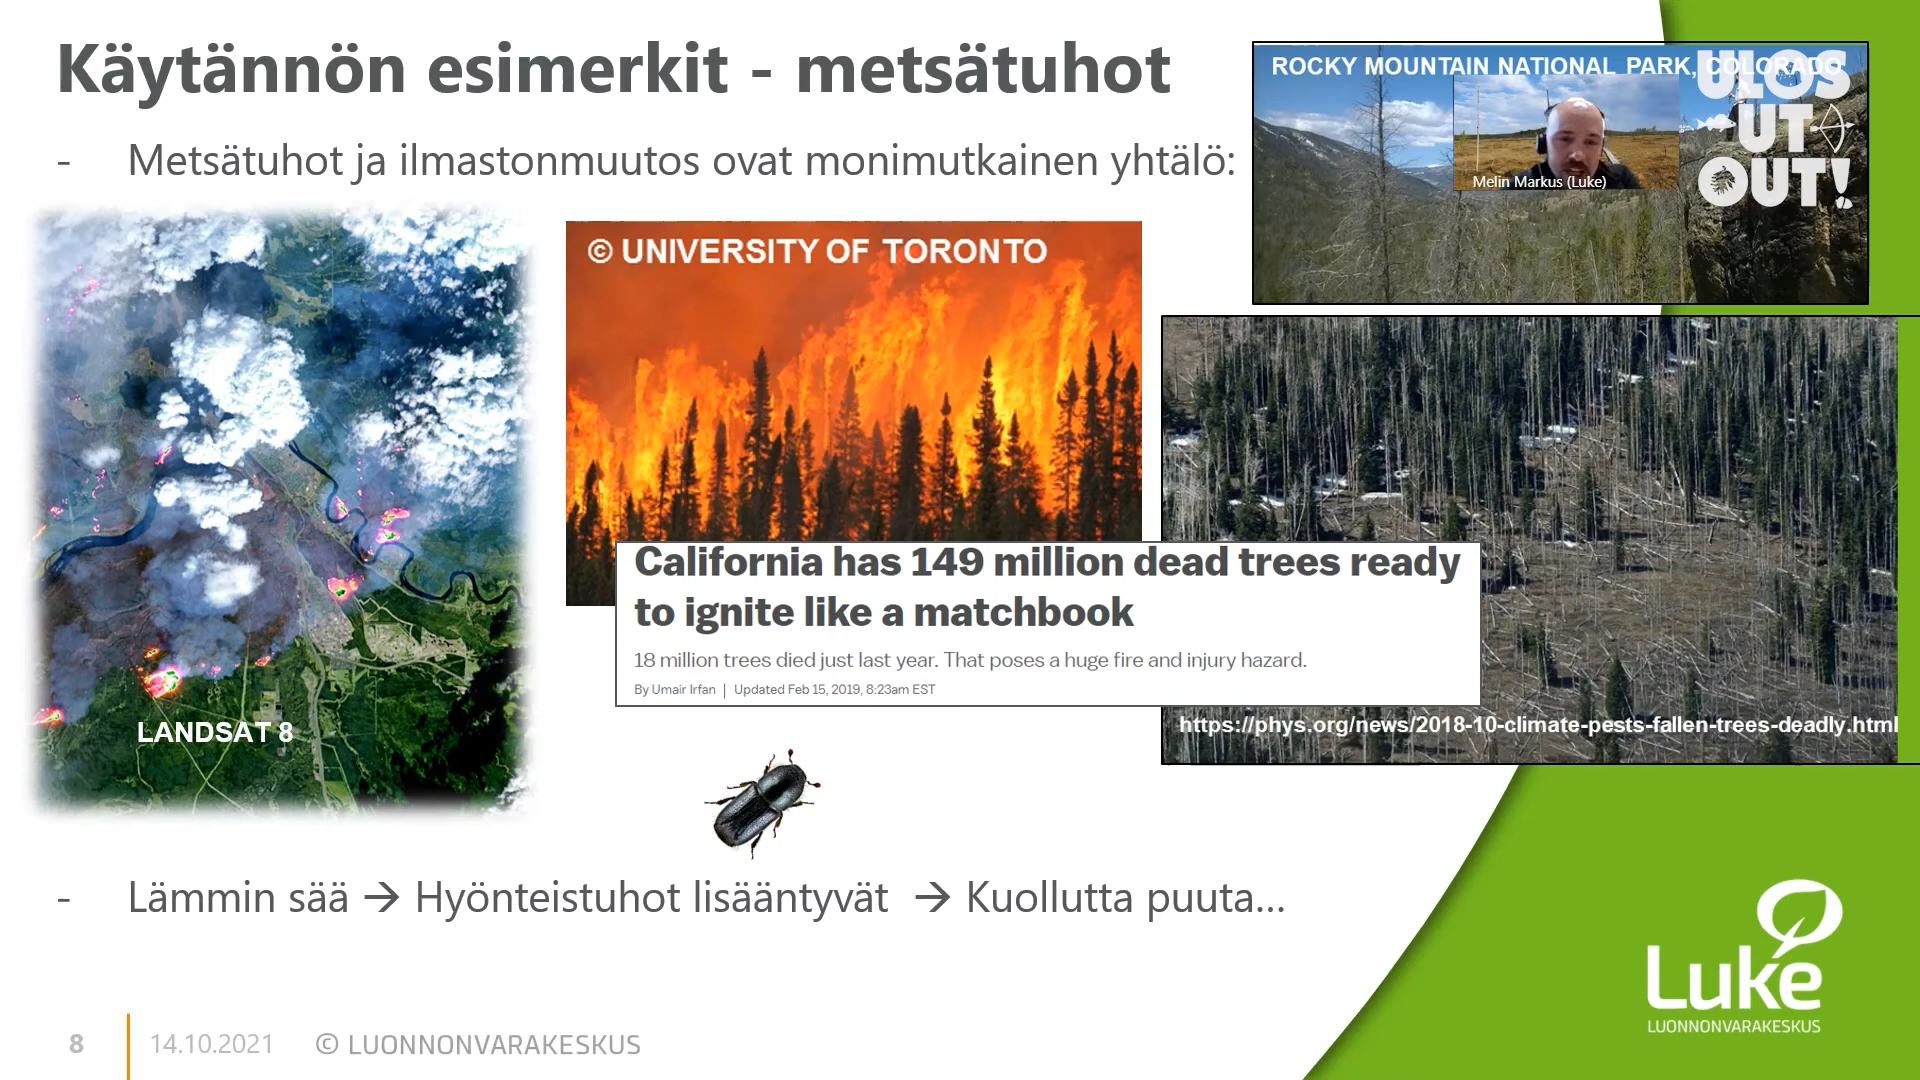 Käytännön esimerkit - metsätuhot
- Metsätuhot ja ilmastonmuutos ovat monimutkainen yhtälö:
ROCKY MOUNTAIN NATIONAL PARK, COLORADO
ULOS
UT
OUT!
Melin Markus (Luke)
© UNIVERSITY OF TORONTO
California has 149 million dead trees ready
to ignite like a matchbook
18 million trees died just last year. That poses a huge fire and injury hazard.
By Umair Irfan | Updated Feb 15, 2019, 8:23am EST
LANDSAT 8
https://phys.org/news/2018-10-climate-pests-fallen-trees-deadly.html
- Lämmin sää → Hyönteistuhot lisääntyvät → Kuollutta puuta...
Luke
LUONNONVARAKESKUS
8 14.10.2021 © LUONNONVARAKESKUS